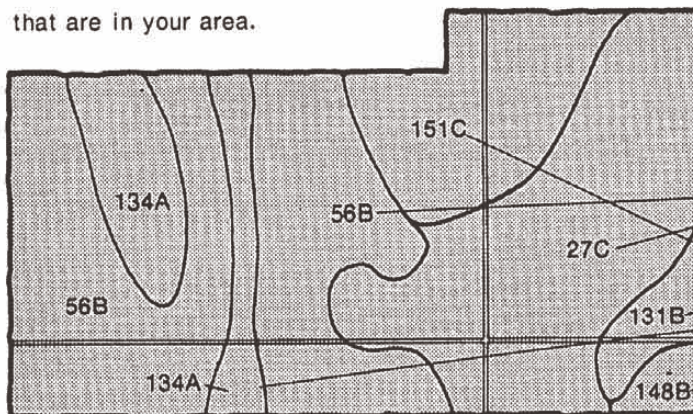 that are in your area.
151C
134A
56B
27C
56B
131B
134A
148B